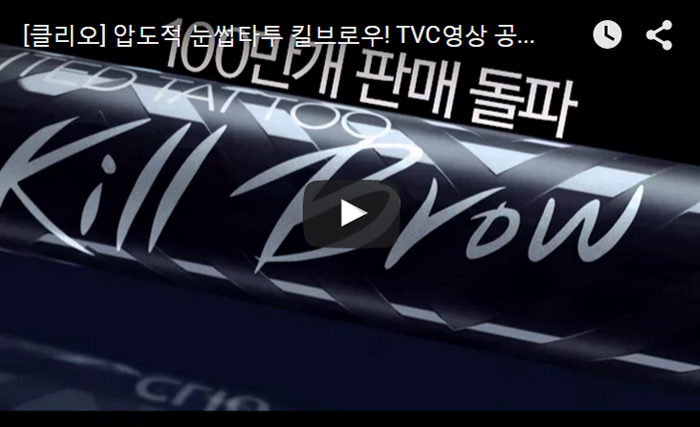 [클리오] 압도적 눈썹타투 킬브로우! TVC영상 공...
100만개 판매 돌파
TATTOO
Kill Brow
clio